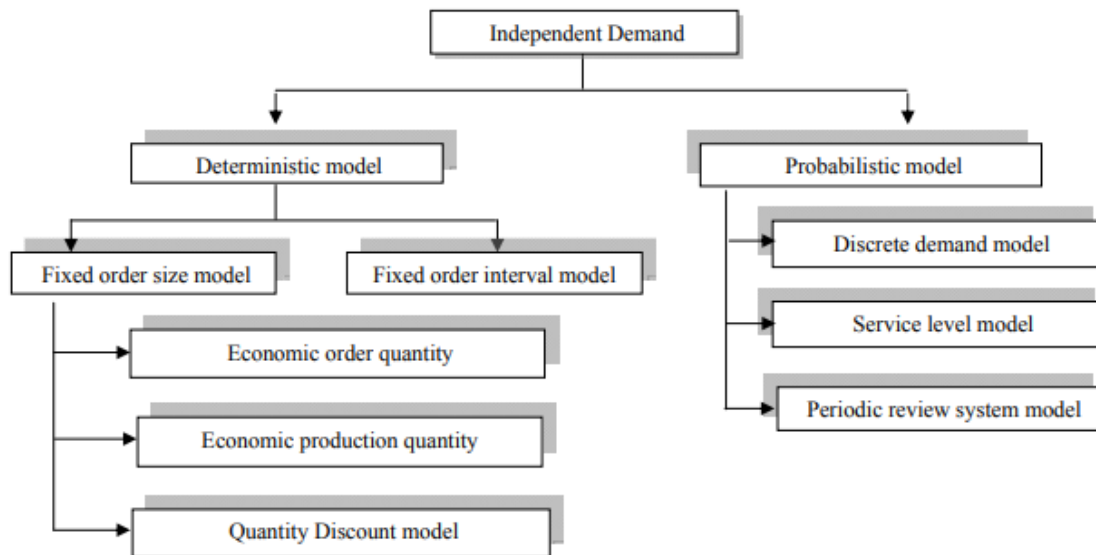 Independent Demand
Deterministic model
Probabilistic model
Fixed order size model
Fixed order interval model
Discrete demand model
Service level model
Economic order quantity
Periodic review system model
Economic production quantity
Quantity Discount model